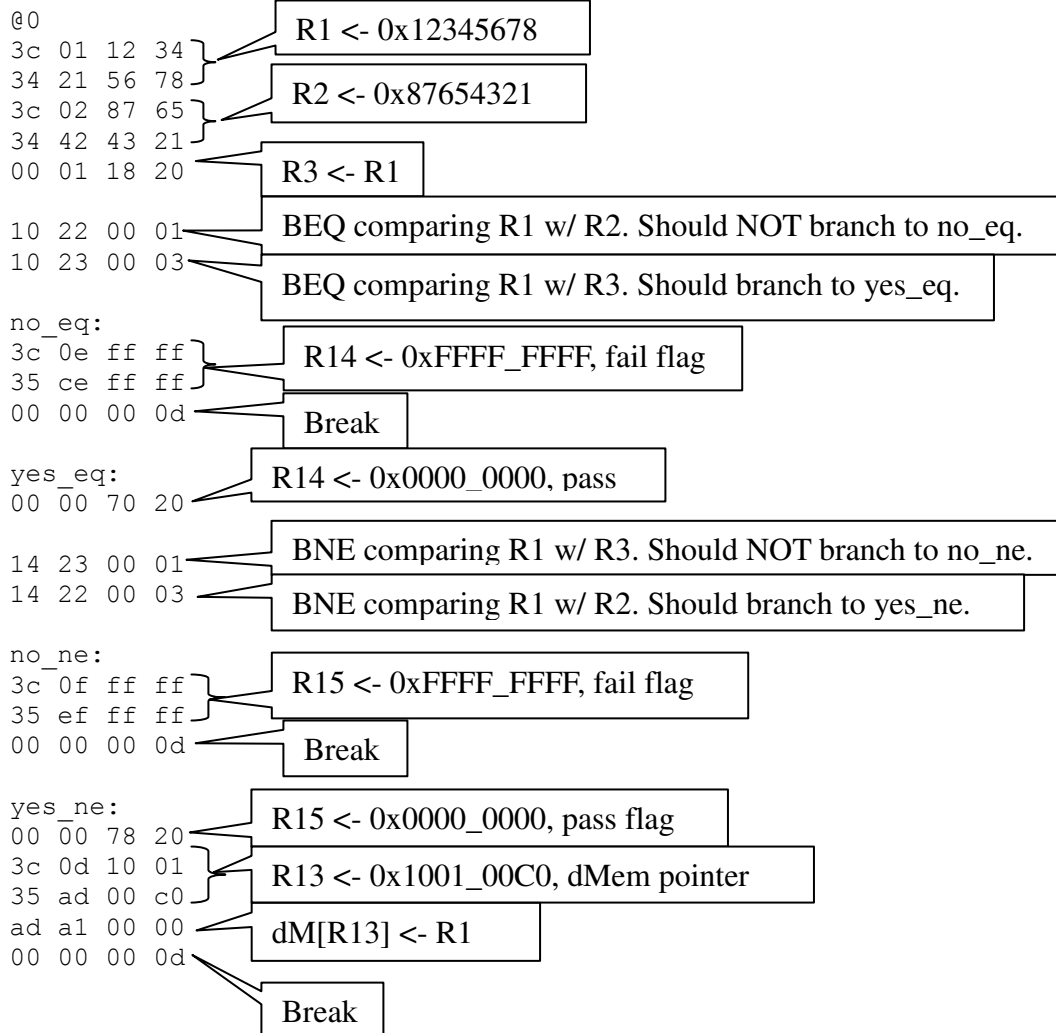 @0
3c 01 12 34
34 21 56 78
R1 <- 0x12345678
3c 02 87 65
34 42 43 21
R2 <- 0x87654321
00 01 18 20
R3 <- R1
10 22 00 01
BEQ comparing R1 w/ R2. Should NOT branch to no_eq.
10 23 00 03
BEQ comparing R1 w/ R3. Should branch to yes_eq.
no_eq:
3c 0e ff ff
35 ce ff ff
R14 <- 0xFFFF_FFFF, fail flag
00 00 00 0d
Break
yes_eq:
00 00 70 20
R14 <- 0x0000_0000, pass
14 23 00 01
BNE comparing R1 w/ R3. Should NOT branch to no_ne.
14 22 00 03
BNE comparing R1 w/ R2. Should branch to yes_ne.
no_ne:
3c 0f ff ff
35 ef ff ff
R15 <- 0xFFFF_FFFF, fail flag
00 00 00 0d
Break
yes_ne:
00 00 78 20
R15 <- 0x0000_0000, pass flag
3c 0d 10 01
35 ad 00 c0
R13 <- 0x1001_00C0, dMem pointer
ad a1 00 00
dM[R13] <- R1
00 00 00 0d
Break